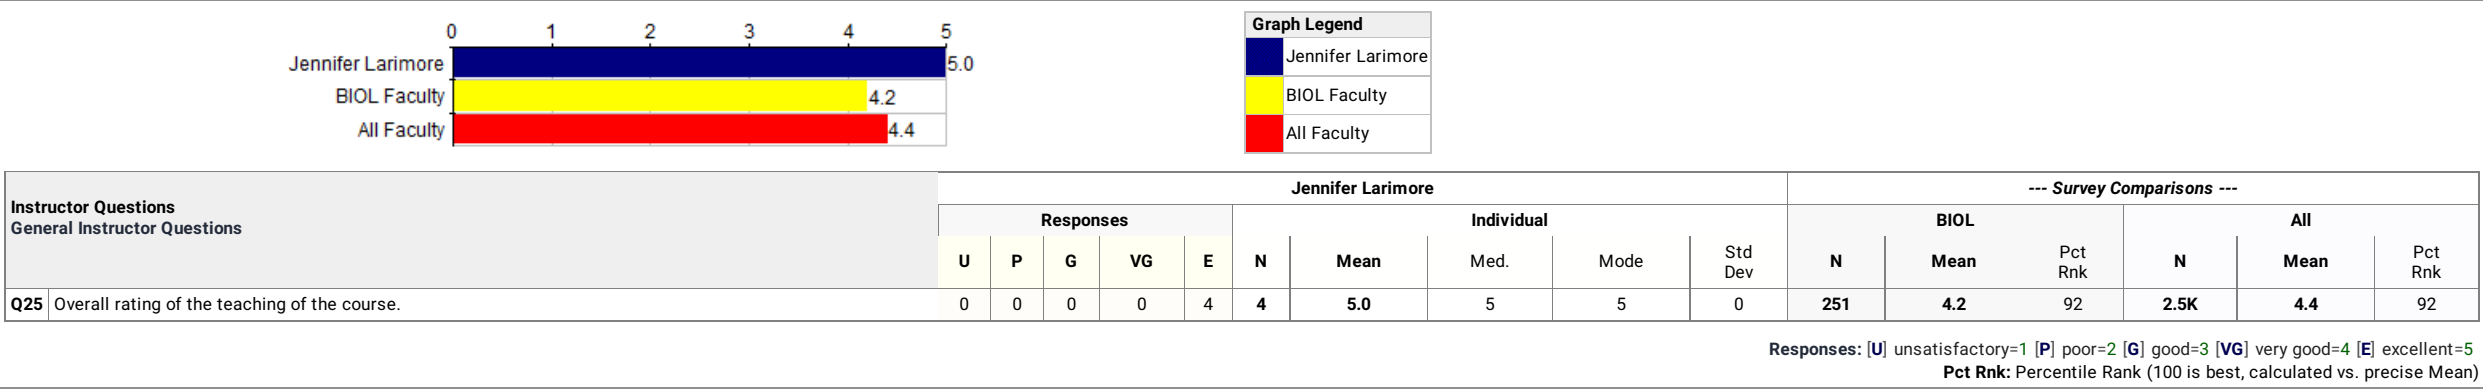 0 1 2 3 4 5
Jennifer Larimore 5.0
BIOL Faculty 4.2
All Faculty 4.4
Graph Legend
Jennifer Larimore
BIOL Faculty
All Faculty
Instructor Questions
General Instructor Questions
Jennifer Larimore --- Survey Comparisons ---
Responses Individual BIOL All
U P G VG E N Mean Med. Mode Std Dev N Mean Pct Rnk N Mean Pct Rnk
Q25 Overall rating of the teaching of the course. 0 0 0 0 4 4 5.0 5 5 0 251 4.2 92 2.5K 4.4 92
Responses: [U] unsatisfactory=1 [P] poor=2 [G] good=3 [VG] very good=4 [E] excellent=5
Pct Rnk: Percentile Rank (100 is best, calculated vs. precise Mean)